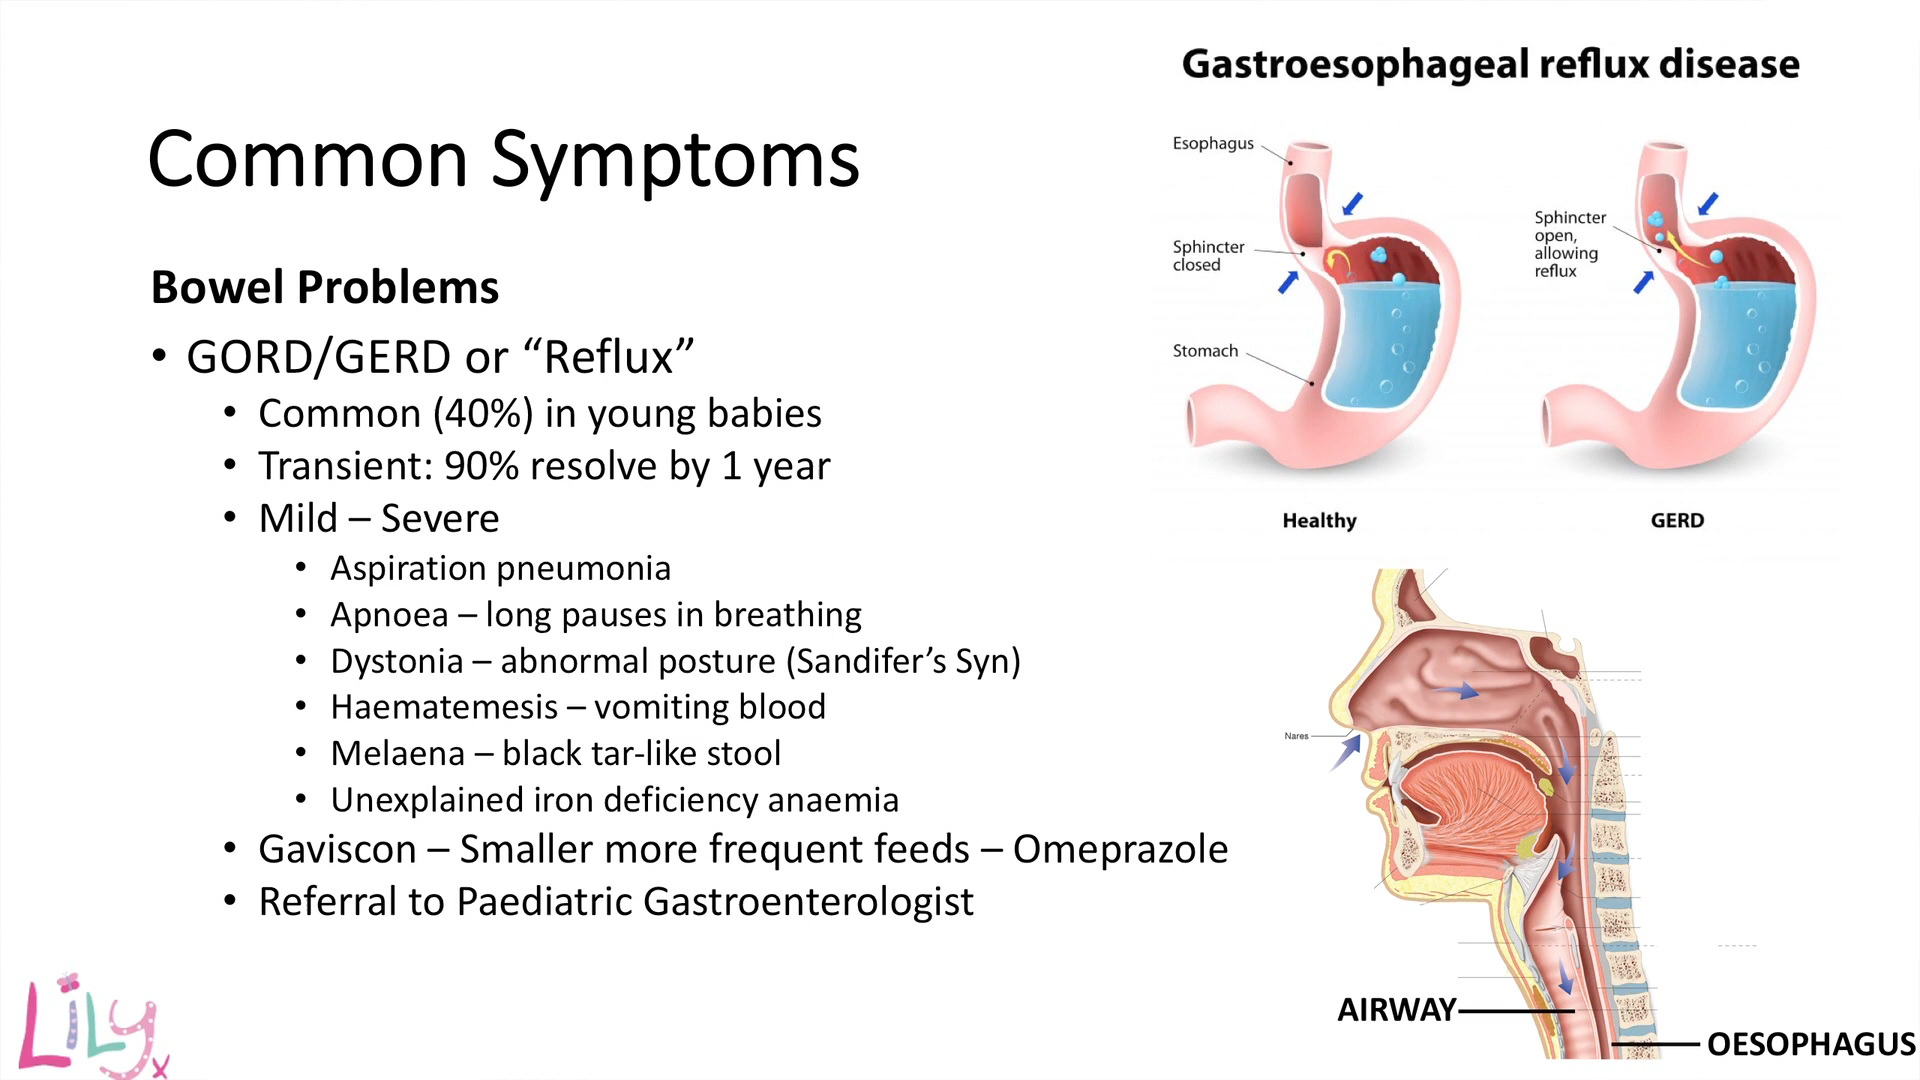 Gastroesophageal reflux disease
Common Symptoms
Bowel Problems
• GORD/GERD or “Reflux”
• Common (40%) in young babies
• Transient: 90% resolve by 1 year
• Mild – Severe
• Aspiration pneumonia
• Apnoea – long pauses in breathing
• Dystonia – abnormal posture (Sandifer’s Syn)
• Haematemesis – vomiting blood
• Melaena – black tar-like stool
• Unexplained iron deficiency anaemia
• Gaviscon – Smaller more frequent feeds – Omeprazole
• Referral to Paediatric Gastroenterologist
Esophagus
Sphincter
closed
Stomach
Healthy
Sphincter
open,
allowing
reflux
GERD
Nares
AIRWAY
OESOPHAGUS
LiLy x